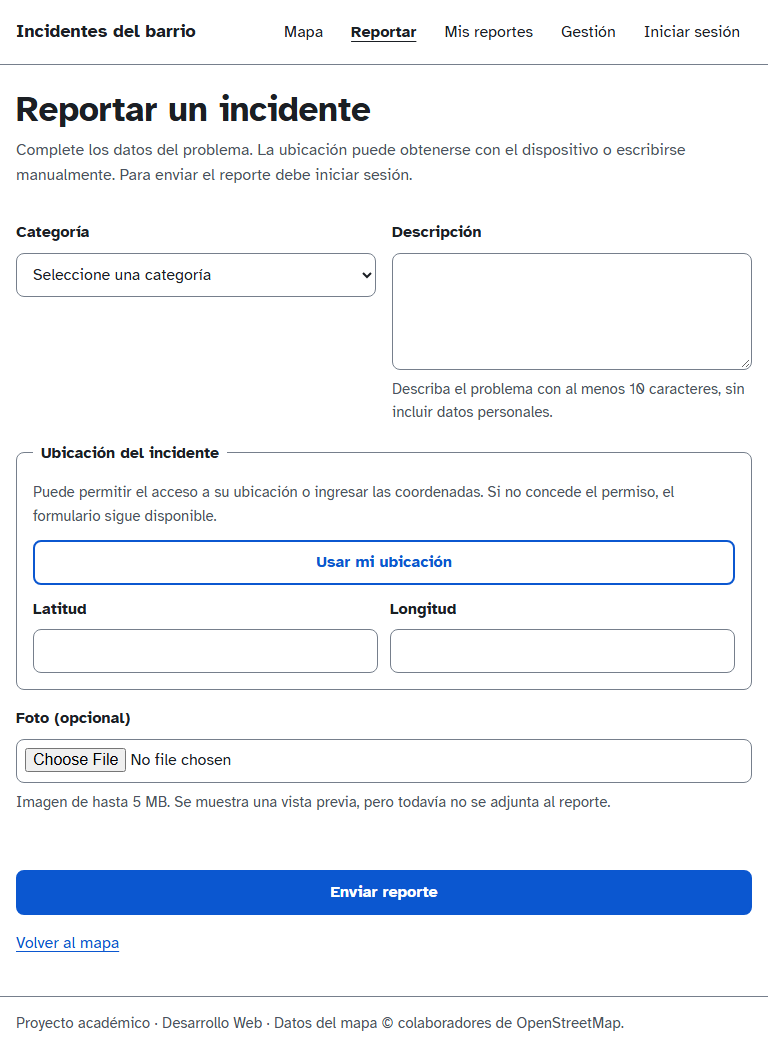 Incidentes del barrio
Mapa
Reportar
Mis reportes
Gestión
Iniciar sesión
Reportar un incidente
Complete los datos del problema. La ubicación puede obtenerse con el dispositivo o escribirse
manualmente. Para enviar el reporte debe iniciar sesión.
Categoría
Seleccione una categoría
Descripción
Describa el problema con al menos 10 caracteres, sin
incluir datos personales.
Ubicación del incidente
Puede permitir el acceso a su ubicación o ingresar las coordenadas. Si no concede el permiso, el
formulario sigue disponible.
Usar mi ubicación
Latitud
Longitud
Foto (opcional)
Choose File No file chosen
Imagen de hasta 5 MB. Se muestra una vista previa, pero todavía no se adjunta al reporte.
Enviar reporte
Volver al mapa
Proyecto académico · Desarrollo Web · Datos del mapa © colaboradores de OpenStreetMap.